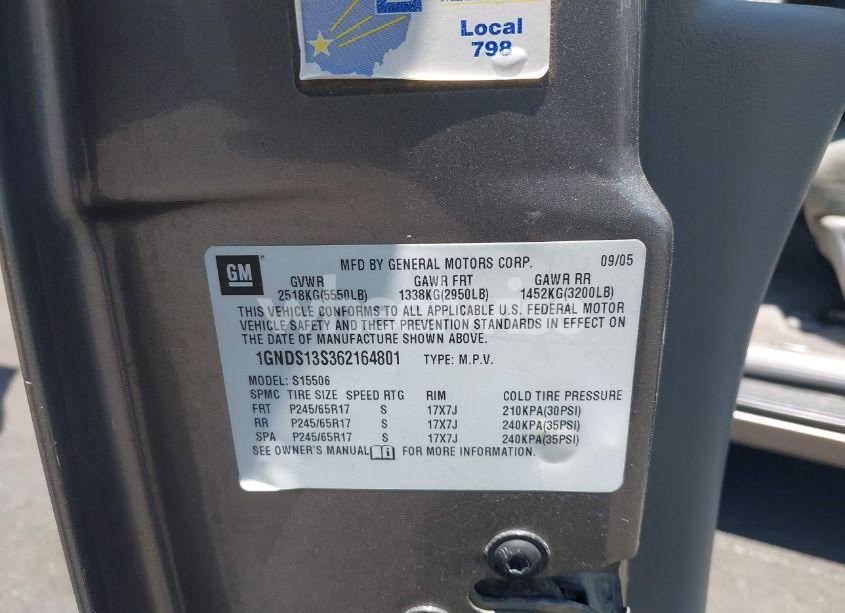 Local
798
GM
MFD BY GENERAL MOTORS CORP. 09/05
GVWR GAWR FRT GAWR RR
2518KG(5550LB) 1338KG(2950LB) 1452KG(3200LB)
THIS VEHICLE CONFORMS TO ALL APPLICABLE U.S. FEDERAL MOTOR
VEHICLE SAFETY AND THEFT PREVENTION STANDARDS IN EFFECT ON
THE DATE OF MANUFACTURE SHOWN ABOVE.
1GNDS13S362164801 TYPE: M.P.V.
MODEL: S15506
SPMC TIRE SIZE SPEED RTG RIM COLD TIRE PRESSURE
FRT P245/65R17 S 17X7J 210KPA(30PSI)
RR P245/65R17 S 17X7J 240KPA(35PSI)
SPA P245/65R17 S 17X7J 240KPA(35PSI)
SEE OWNER'S MANUAL FOR MORE INFORMATION.